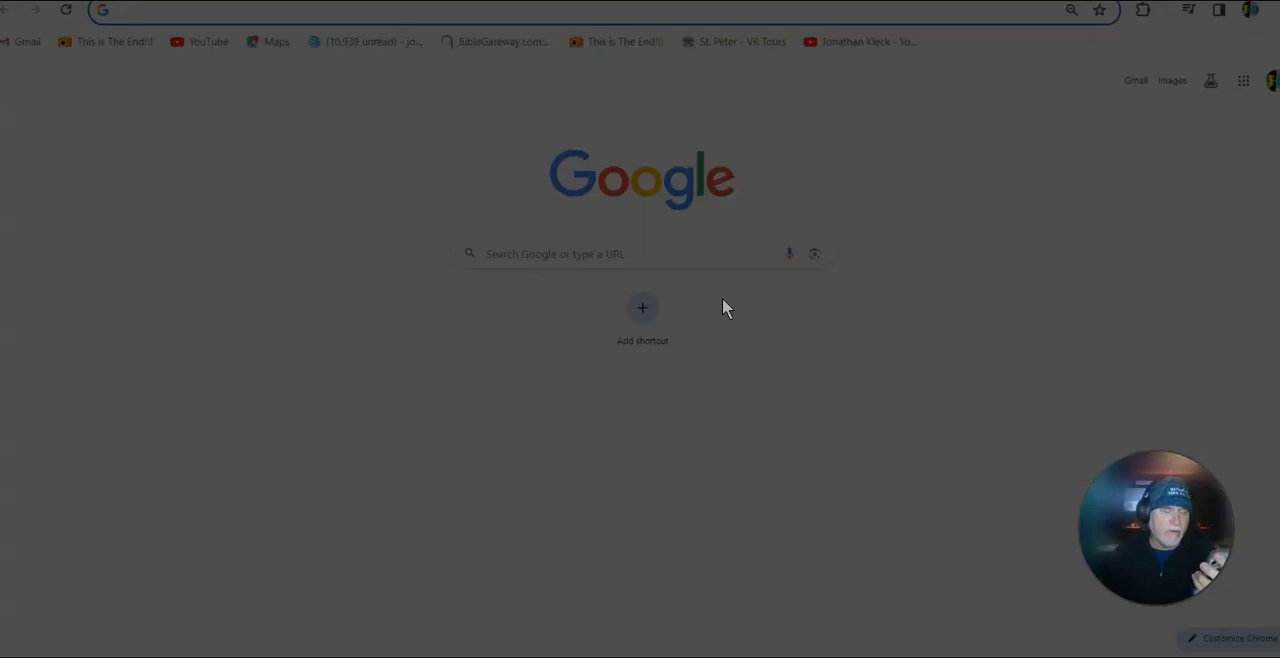 Gmail This is The End!!! YouTube Maps (10,939 unread) - jo... BibleGateway.com:... This is The End!!! St. Peter - VR Tours Jonathan Kleck - Yo...
Gmail Images
Google
Search Google or type a URL
Add shortcut
Customize Chrome